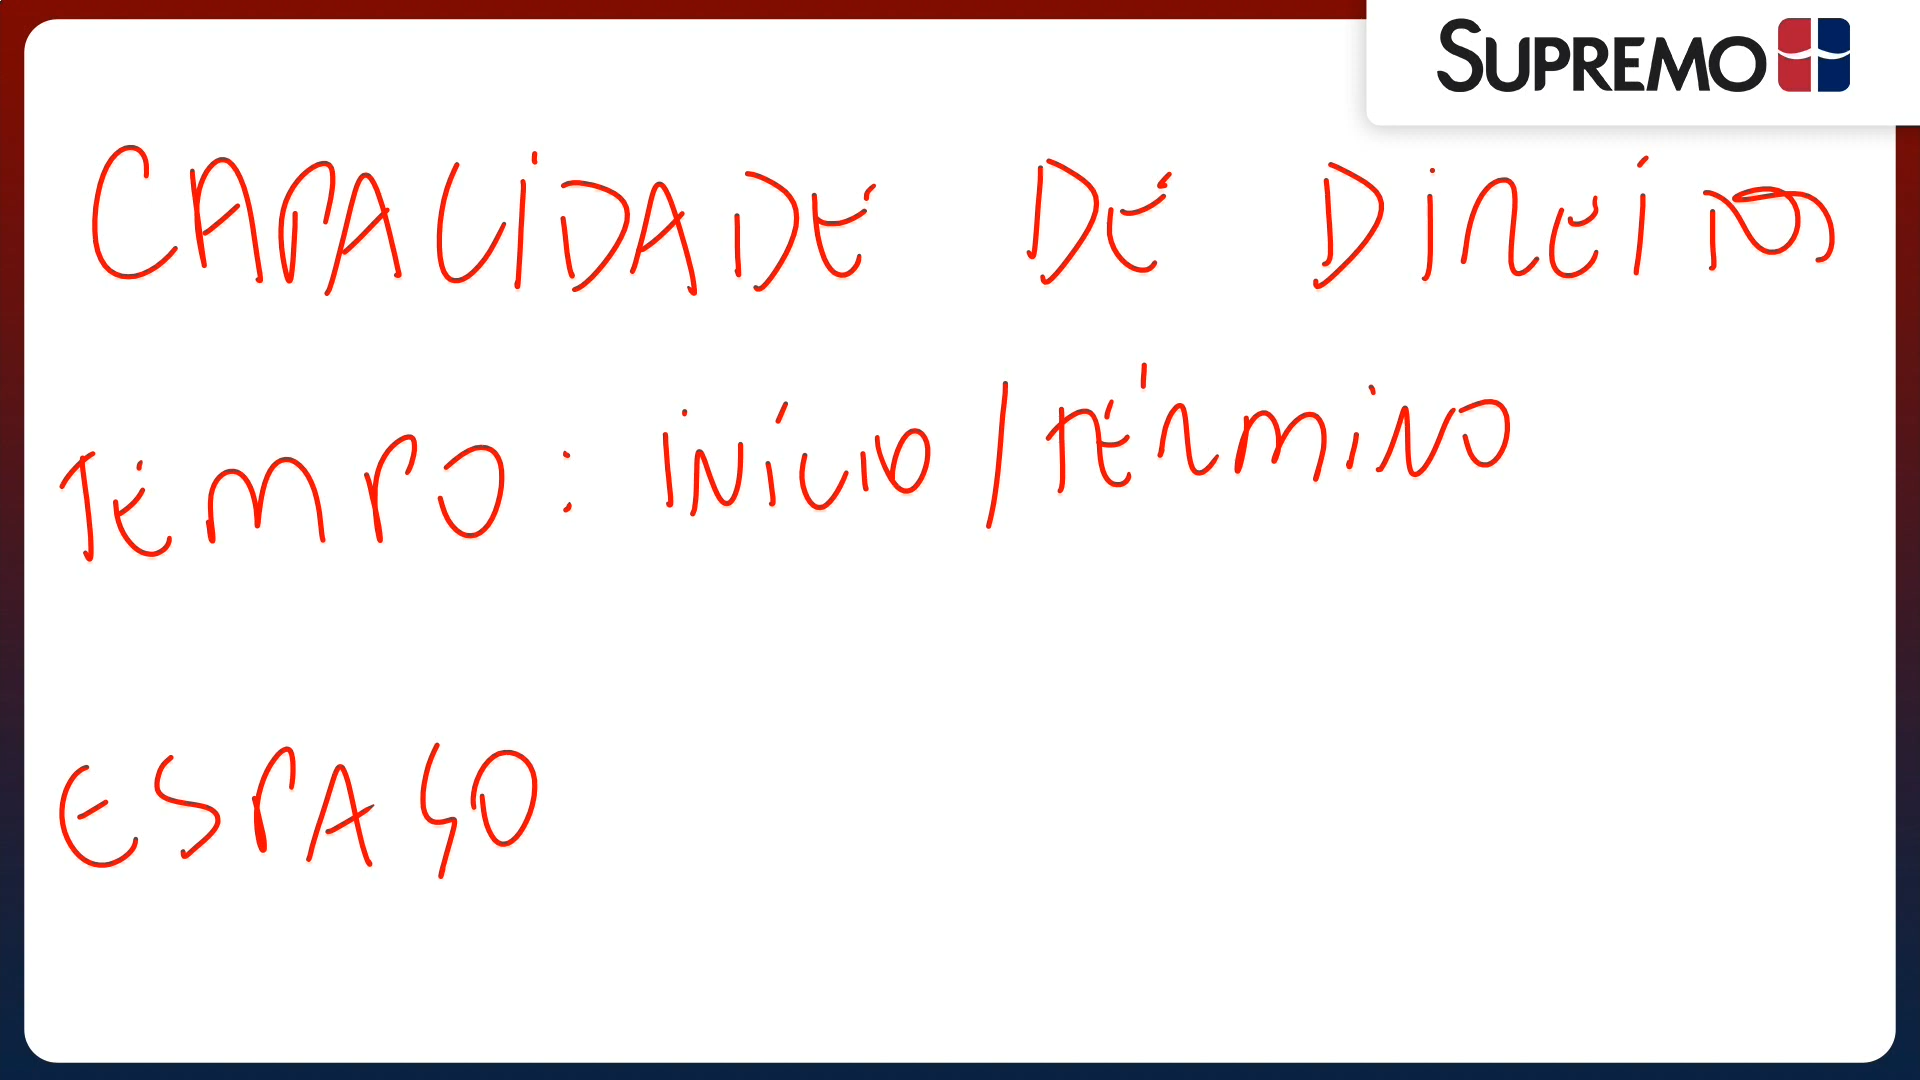 SUPREMO
CAPACIDADE DE DIREITO
TEMPO: INÍCIO / TÉRMINO
ESPAÇO